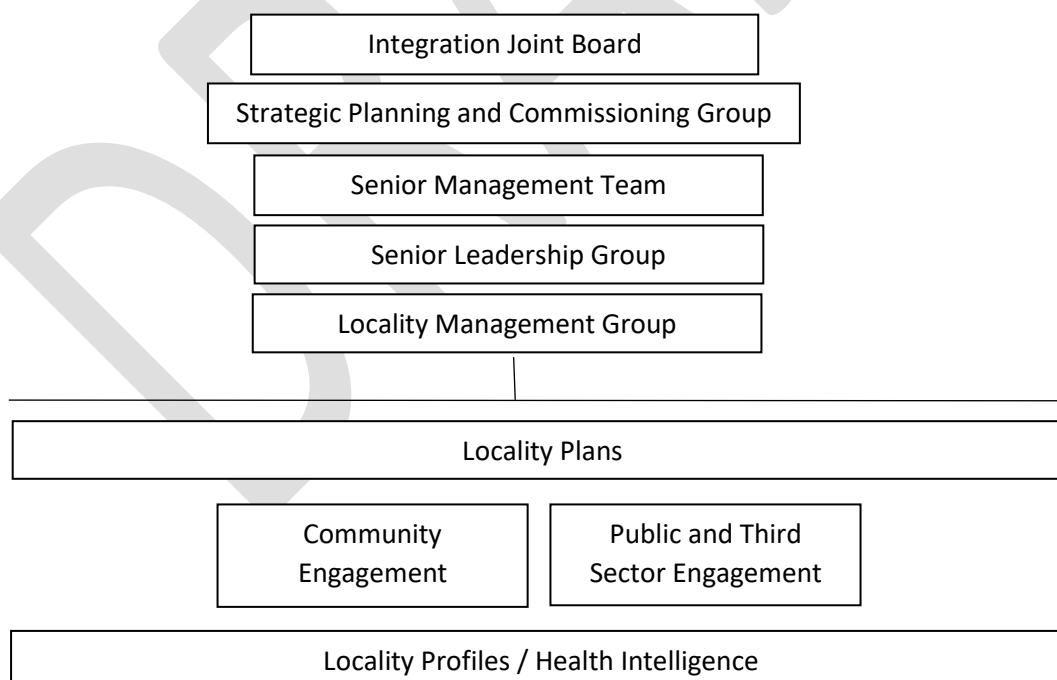 Integration Joint Board
Strategic Planning and Commissioning Group
Senior Management Team
Senior Leadership Group
Locality Management Group
Locality Plans
Community
Engagement
Public and Third
Sector Engagement
Locality Profiles / Health Intelligence